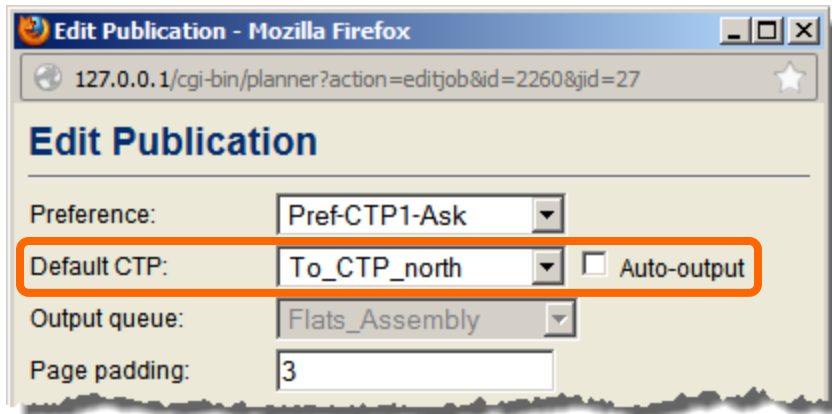 Edit Publication - Mozilla Firefox
127.0.0.1/cgi-bin/planner?action=editjob&id=2260&jid=27
Edit Publication
Preference: Pref-CTP1-Ask
Default CTP: To_CTP_north Auto-output
Output queue: Flats_Assembly
Page padding: 3